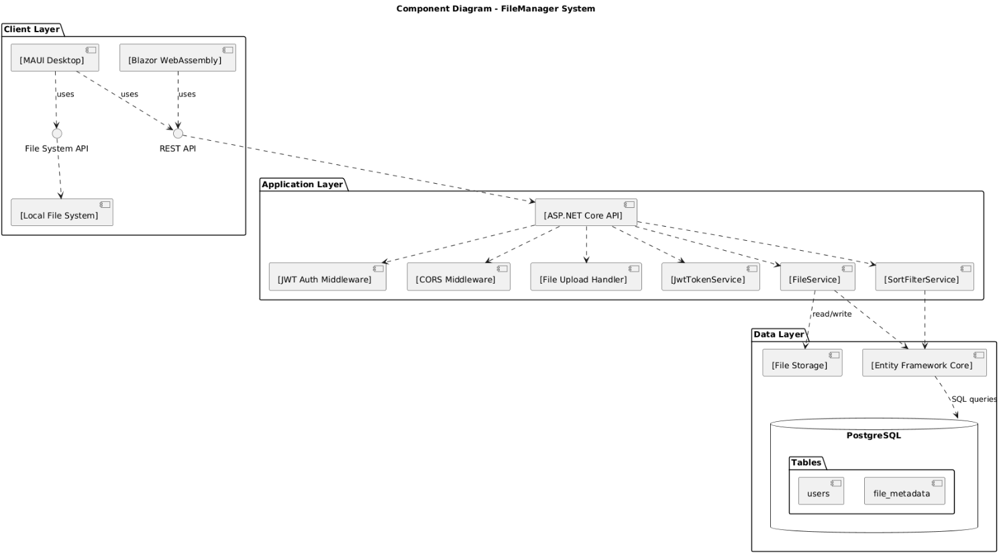 Component Diagram - FileManager System
Client Layer
[MAUI Desktop]
[Blazor WebAssembly]
uses
uses
uses
File System API
REST API
[Local File System]
Application Layer
[ASP.NET Core API]
[JWT Auth Middleware]
[CORS Middleware]
[File Upload Handler]
[JwtTokenService]
[FileService]
[SortFilterService]
read/write
Data Layer
[File Storage]
[Entity Framework Core]
SQL queries
PostgreSQL
Tables
users
file_metadata